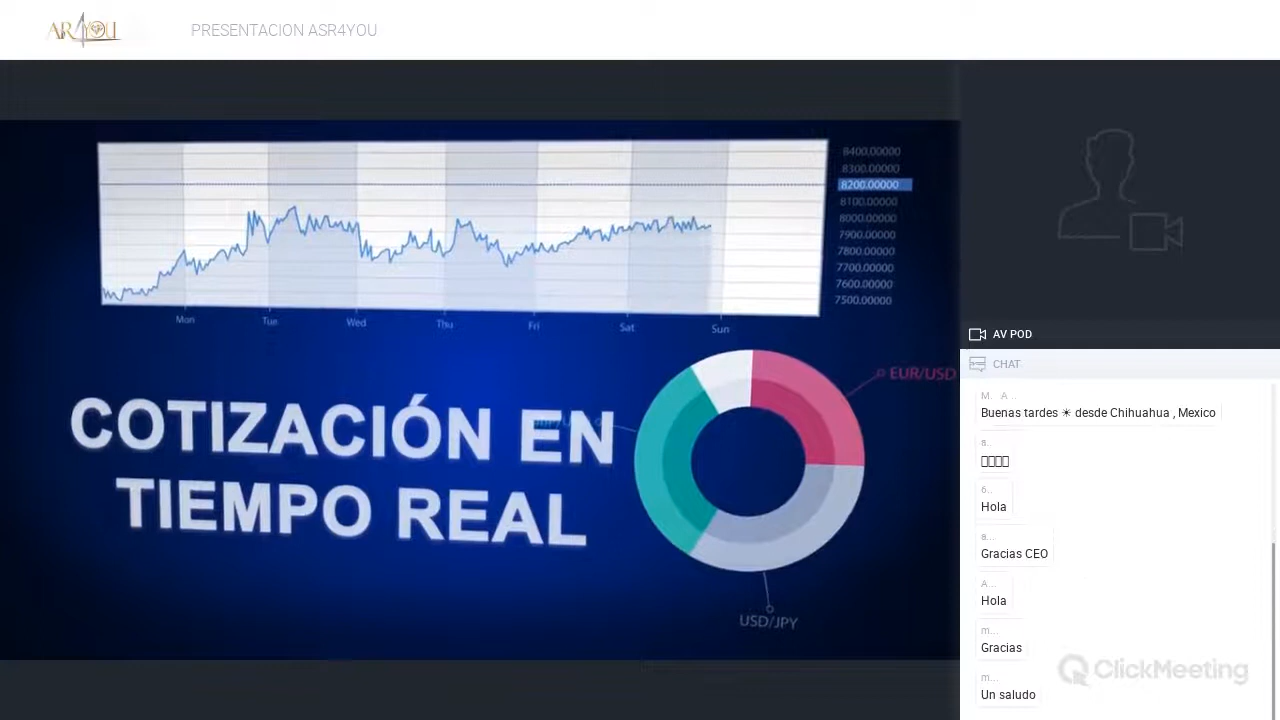 AR4YOU
PRESENTACION ASR4YOU
8400.00000
8300.00000
8200.00000
8100.00000
8000.00000
7900.00000
7800.00000
7700.00000
7600.00000
7500.00000
Mon Tue Wed Thu Fri Sat Sun
COTIZACIÓN EN
TIEMPO REAL
EUR/USD
USD/JPY
AV POD
CHAT
M. A ..
Buenas tardes ☀ desde Chihuahua , Mexico
a.
6..
Hola
a...
Gracias CEO
A...
Hola
m...
Gracias
m...
Un saludo
ClickMeeting